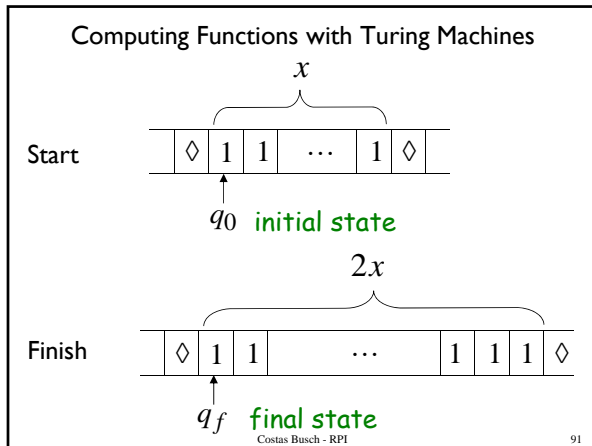 Computing Functions with Turing Machines
x
Start
◊ 1 1 ⋯ 1 ◊
q0 initial state
2x
Finish
◊ 1 1 ⋯ 1 1 1 ◊
qf final state
Costas Busch - RPI
91